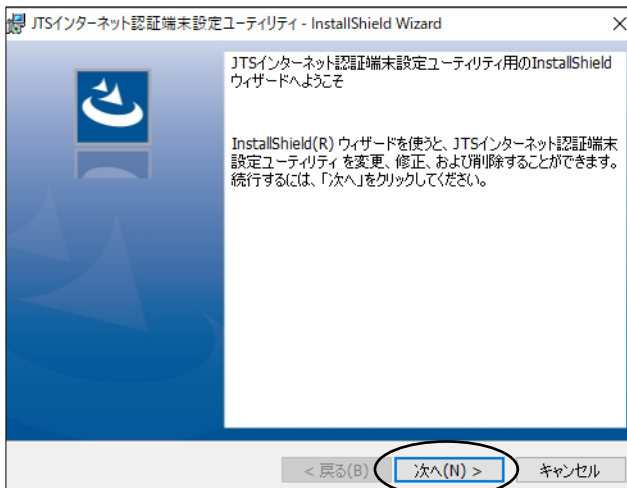 JTSインターネット認証端末設定ユーティリティ - InstallShield Wizard
JTSインターネット認証端末設定ユーティリティ用のInstallShield
ウィザードへようこそ
InstallShield(R) ウィザードを使うと、JTSインターネット認証端末
設定ユーティリティ を変更、修正、および削除することができます。
続行するには、「次へ」をクリックしてください。
< 戻る(B)
次へ(N) >
キャンセル